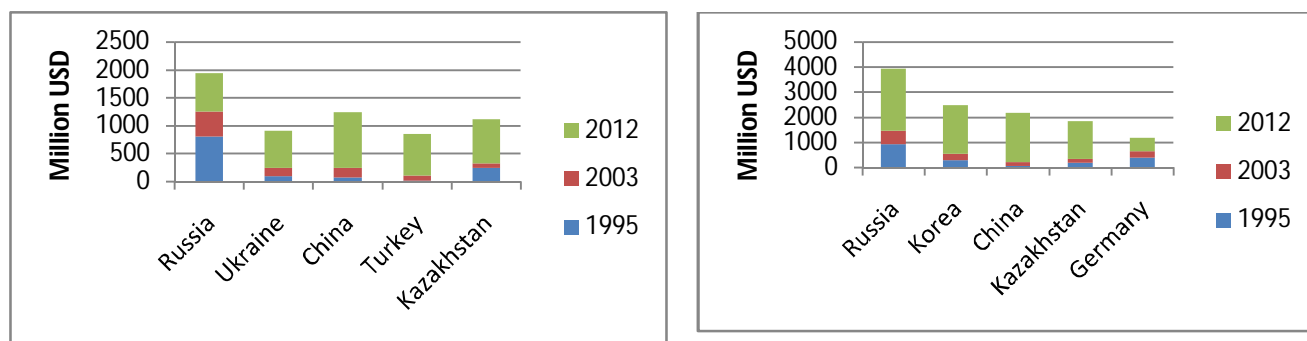 Million USD
2500
2000
1500
1000
500
0
Russia
Ukraine
China
Turkey
Kazakhstan
2012
2003
1995
Million USD
5000
4000
3000
2000
1000
0
Russia
Korea
China
Kazakhstan
Germany
2012
2003
1995